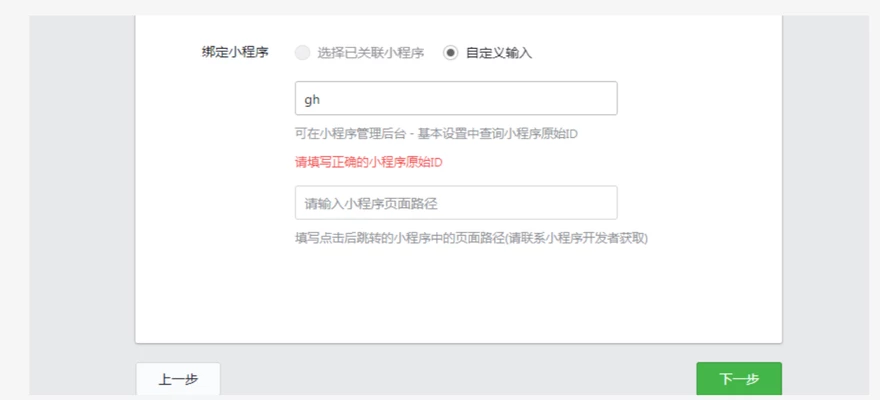 绑定小程序 选择已关联小程序 自定义输入
gh
可在小程序管理后台 - 基本设置中查询小程序原始ID
请填写正确的小程序原始ID
请输入小程序页面路径
填写点击后跳转的小程序中的页面路径(请联系小程序开发者获取)
上一步 下一步